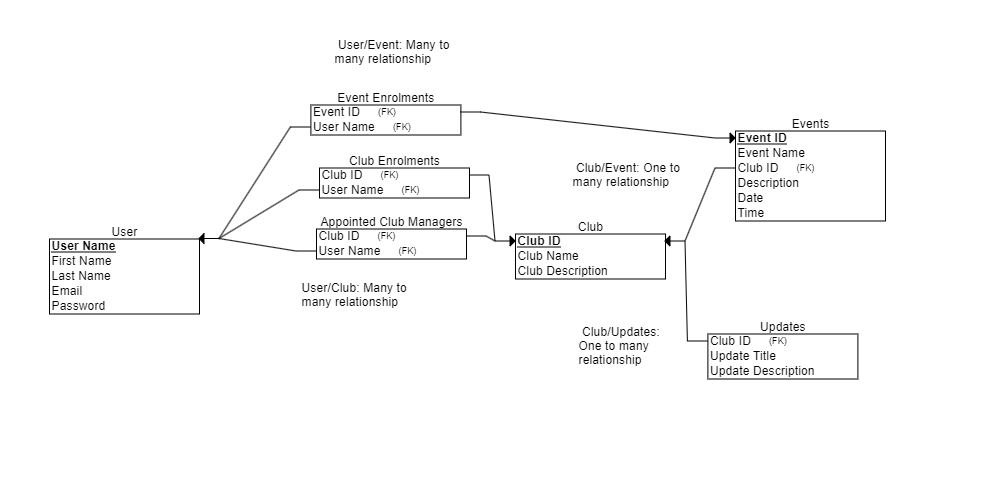 User/Event: Many to
many relationship
Event Enrolments
Event ID (FK)
User Name (FK)
Club Enrolments
Club ID (FK)
User Name (FK)
Appointed Club Managers
Club ID (FK)
User Name (FK)
User/Club: Many to
many relationship
User
User Name
First Name
Last Name
Email
Password
Club/Event: One to
many relationship
Club
Club ID
Club Name
Club Description
Club/Updates:
One to many
relationship
Events
Event ID
Event Name
Club ID (FK)
Description
Date
Time
Updates
Club ID (FK)
Update Title
Update Description